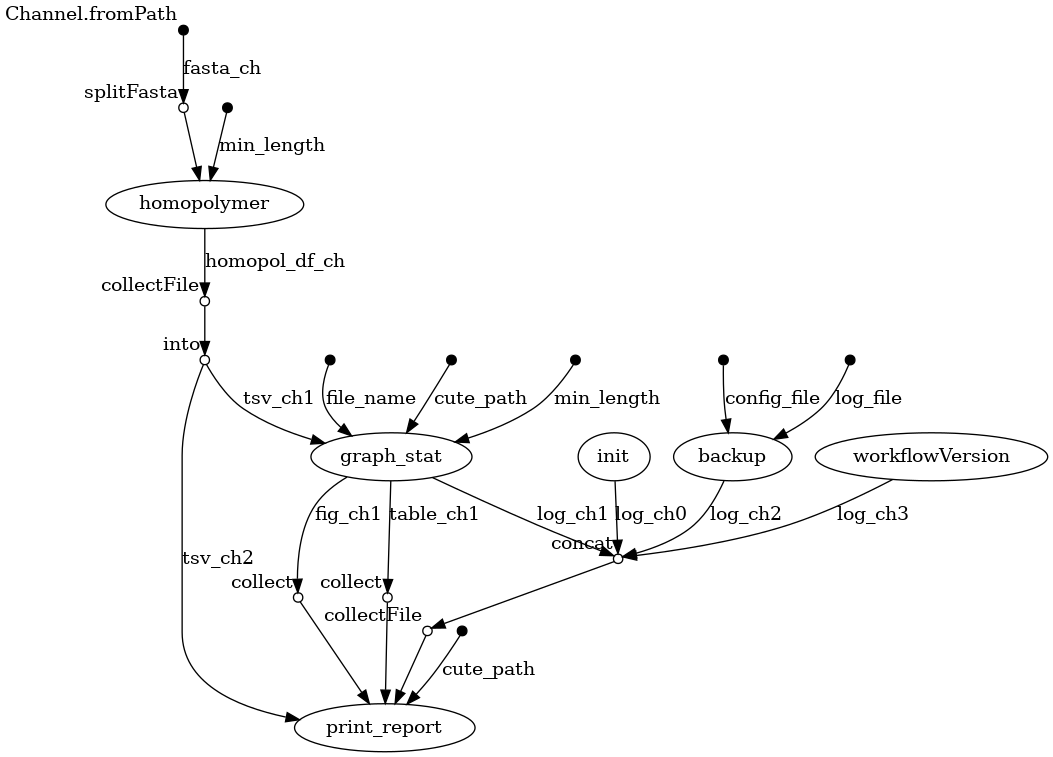 Channel.fromPath
fasta_ch
splitFasta
min_length
homopolymer
homopol_df_ch
collectFile
into
tsv_ch1
file_name
cute_path
min_length
config_file
log_file
graph_stat
init
backup
workflowVersion
fig_ch1
table_ch1
log_ch1
log_ch0
log_ch2
log_ch3
concat
tsv_ch2
collect
collect
collectFile
cute_path
print_report